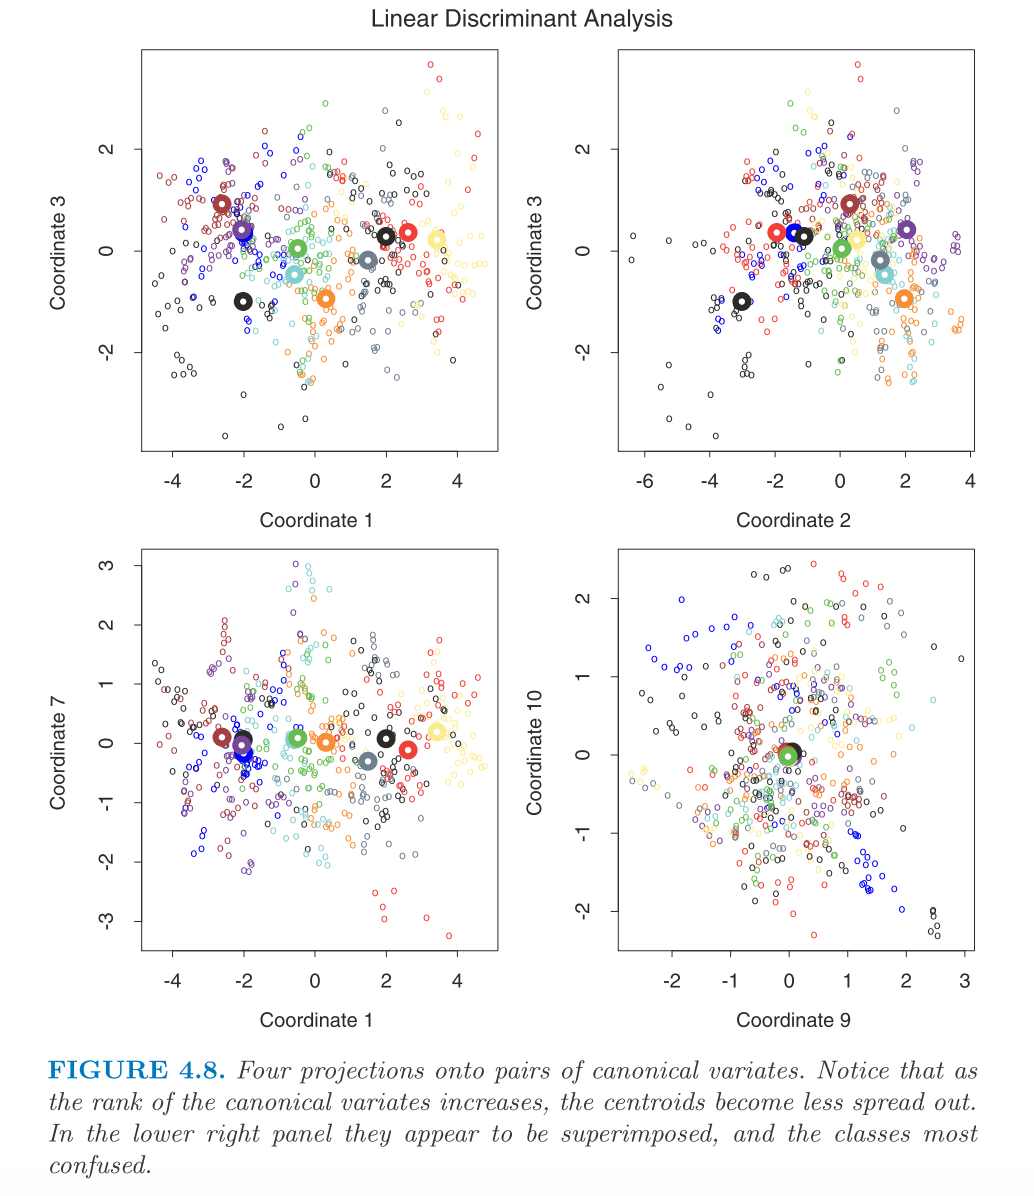 Linear Discriminant Analysis
2
0
-2
Coordinate 3
-4 -2 0 2 4
Coordinate 1
2
0
-2
Coordinate 3
-6 -4 -2 0 2 4
Coordinate 2
3
2
1
0
-1
-2
-3
Coordinate 7
-4 -2 0 2 4
Coordinate 1
2
1
0
-1
-2
Coordinate 10
-2 -1 0 1 2 3
Coordinate 9
FIGURE 4.8. Four projections onto pairs of canonical variates. Notice that as
the rank of the canonical variates increases, the centroids become less spread out.
In the lower right panel they appear to be superimposed, and the classes most
confused.